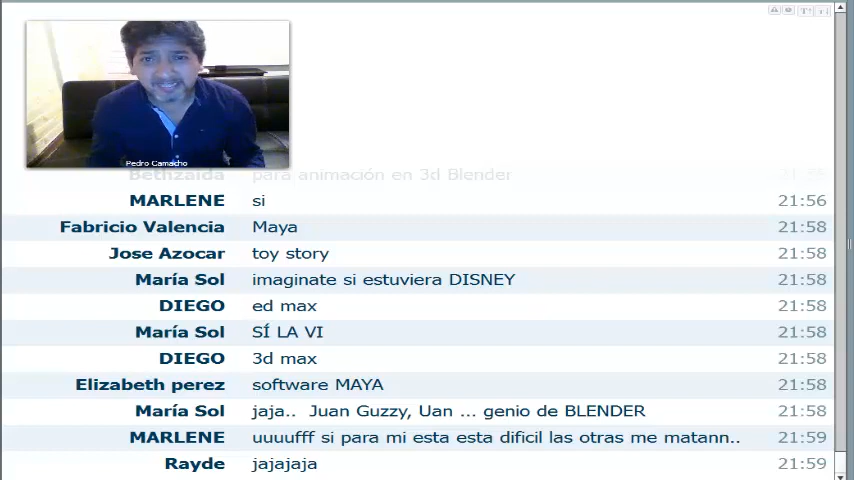 Pedro Camacho
Bethzaida para animación en 3d Blender 21:55
MARLENE si 21:56
Fabricio Valencia Maya 21:58
Jose Azocar toy story 21:58
María Sol imaginate si estuviera DISNEY 21:58
DIEGO ed max 21:58
María Sol SÍ LA VI 21:58
DIEGO 3d max 21:58
Elizabeth perez software MAYA 21:58
María Sol jaja.. Juan Guzzy, Uan ... genio de BLENDER 21:58
MARLENE uuuufff si para mi esta esta dificil las otras me matann.. 21:59
Rayde jajajaja 21:59